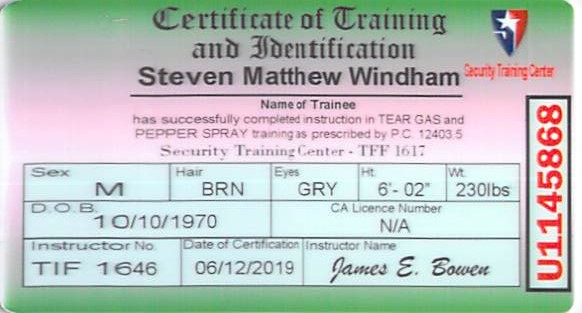 Certificate of Training
and Identification
Steven Matthew Windham
Security Training Center
Name of Trainee
has successfully completed instruction in TEAR GAS and
PEPPER SPRAY training as prescribed by P.C. 12403.5
Security Training Center - TFF 1617
Sex Hair Eyes Ht. Wt.
M BRN GRY 6'- 02" 230lbs
D.O.B. CA Licence Number
10/10/1970 N/A
Instructor No. Date of Certification Instructor Name
TIF 1646 06/12/2019 James E. Bowen
U1145868